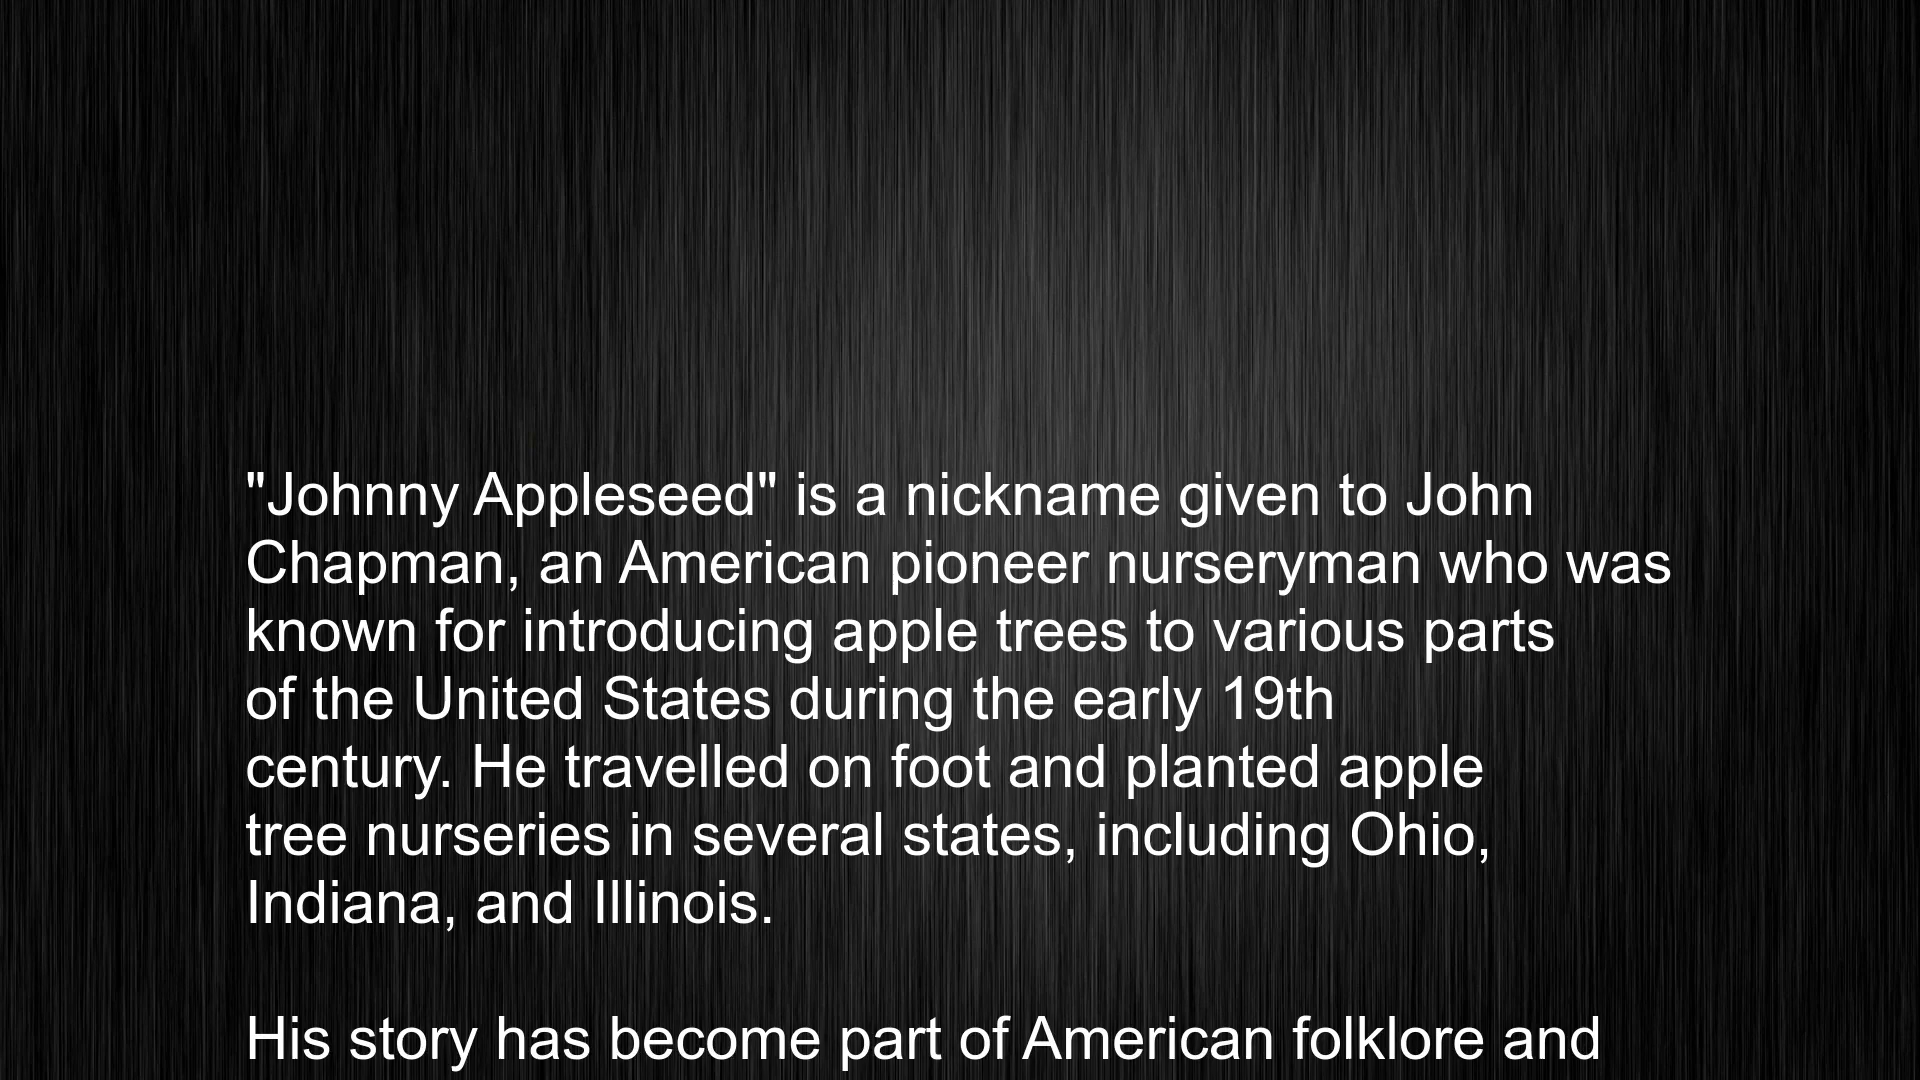 "Johnny Appleseed" is a nickname given to John
Chapman, an American pioneer nurseryman who was
known for introducing apple trees to various parts
of the United States during the early 19th
century. He travelled on foot and planted apple
tree nurseries in several states, including Ohio,
Indiana, and Illinois.
His story has become part of American folklore and